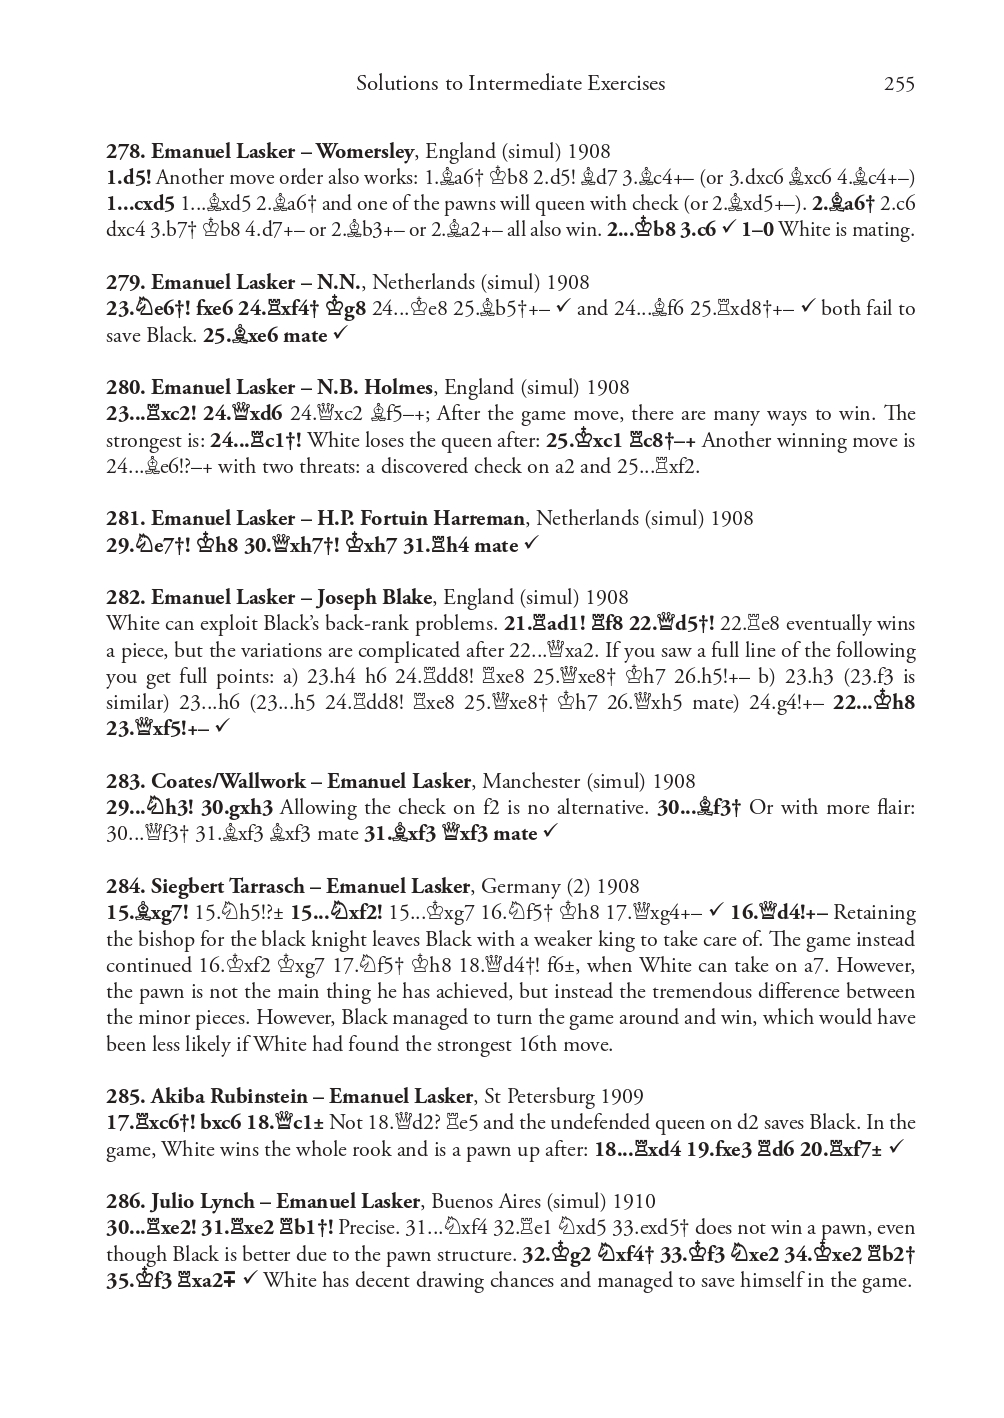 Solutions to Intermediate Exercises 255
278. Emanuel Lasker – Womersley, England (simul) 1908
1.d5! Another move order also works: 1.♗a6† ♔b8 2.d5! ♗d7 3.♗c4+– (or 3.dxc6 ♗xc6 4.♗c4+–)
1...cxd5 1...♗xd5 2.♗a6† and one of the pawns will queen with check (or 2.♗xd5+–). 2.♗a6† 2.c6
dxc4 3.b7† ♔b8 4.d7+– or 2.♗b3+– or 2.♗a2+– all also win. 2...♔b8 3.c6 ✓ 1–0 White is mating.
279. Emanuel Lasker – N.N., Netherlands (simul) 1908
23.♘e6†! fxe6 24.♖xf4† ♔g8 24...♔e8 25.♗b5†+– ✓ and 24...♗f6 25.♖xd8†+– ✓ both fail to
save Black. 25.♗xe6 mate ✓
280. Emanuel Lasker – N.B. Holmes, England (simul) 1908
23...♖xc2! 24.♕xd6 24.♕xc2 ♗f5–+; After the game move, there are many ways to win. The
strongest is: 24...♖c1†! White loses the queen after: 25.♔xc1 ♖c8†–+ Another winning move is
24...♗e6!?–+ with two threats: a discovered check on a2 and 25...♖xf2.
281. Emanuel Lasker – H.P. Fortuin Harreman, Netherlands (simul) 1908
29.♘e7†! ♔h8 30.♕xh7†! ♔xh7 31.♖h4 mate ✓
282. Emanuel Lasker – Joseph Blake, England (simul) 1908
White can exploit Black’s back-rank problems. 21.♖ad1! ♖f8 22.♕d5†! 22.♖e8 eventually wins
a piece, but the variations are complicated after 22...♕xa2. If you saw a full line of the following
you get full points: a) 23.h4 h6 24.♖dd8! ♖xe8 25.♕xe8† ♔h7 26.h5!+– b) 23.h3 (23.f3 is
similar) 23...h6 (23...h5 24.♖dd8! ♖xe8 25.♕xe8† ♔h7 26.♕xh5 mate) 24.g4!+– 22...♔h8
23.♕xf5!+– ✓
283. Coates/Wallwork – Emanuel Lasker, Manchester (simul) 1908
29...♘h3! 30.gxh3 Allowing the check on f2 is no alternative. 30...♗f3† Or with more flair:
30...♕f3† 31.♗xf3 ♗xf3 mate 31.♗xf3 ♕xf3 mate ✓
284. Siegbert Tarrasch – Emanuel Lasker, Germany (2) 1908
15.♗xg7! 15.♘h5!?± 15...♘xf2! 15...♔xg7 16.♘f5† ♔h8 17.♕xg4+– ✓ 16.♕d4!+– Retaining
the bishop for the black knight leaves Black with a weaker king to take care of. The game instead
continued 16.♔xf2 ♔xg7 17.♘f5† ♔h8 18.♕d4†! f6±, when White can take on a7. However,
the pawn is not the main thing he has achieved, but instead the tremendous difference between
the minor pieces. However, Black managed to turn the game around and win, which would have
been less likely if White had found the strongest 16th move.
285. Akiba Rubinstein – Emanuel Lasker, St Petersburg 1909
17.♖xc6†! bxc6 18.♕c1± Not 18.♕d2? ♖e5 and the undefended queen on d2 saves Black. In the
game, White wins the whole rook and is a pawn up after: 18...♖xd4 19.fxe3 ♖d6 20.♖xf7± ✓
286. Julio Lynch – Emanuel Lasker, Buenos Aires (simul) 1910
30...♖xe2! 31.♖xe2 ♖b1†! Precise. 31...♘xf4 32.♖e1 ♘xd5 33.exd5† does not win a pawn, even
though Black is better due to the pawn structure. 32.♔g2 ♘xf4† 33.♔f3 ♘xe2 34.♔xe2 ♖b2†
35.♔f3 ♖xa2∓ ✓ White has decent drawing chances and managed to save himself in the game.